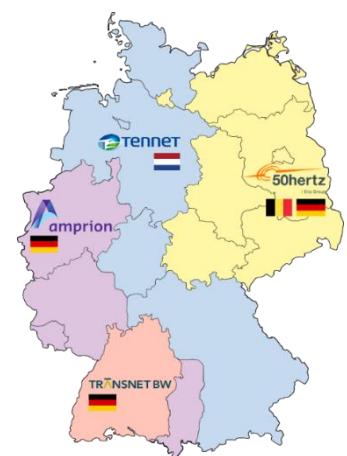 TENNET
50hertz
Elia Group
amprion
TRANSNET BW